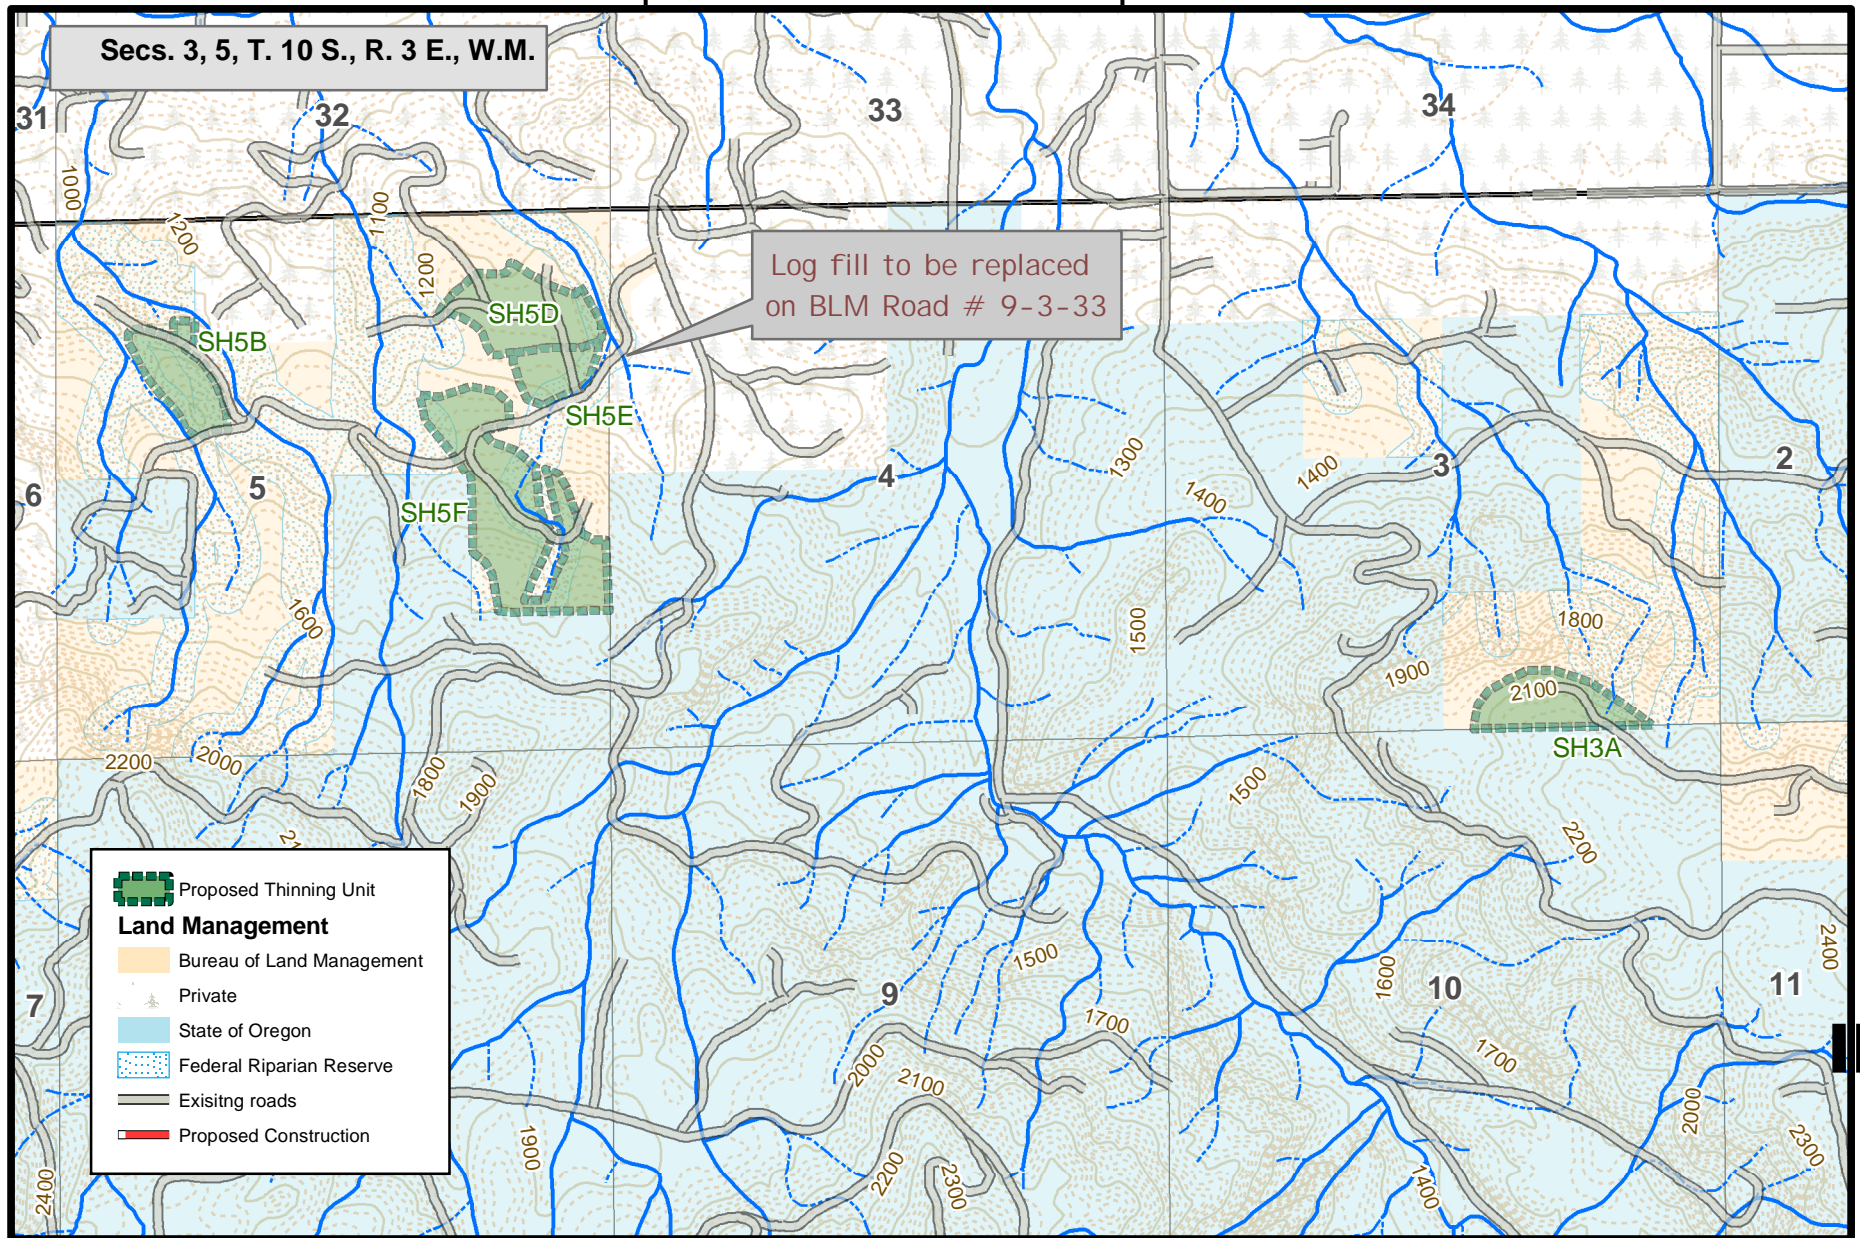 Secs. 3, 5, T. 10 S., R. 3 E., W.M.
31
32
33
34
1000
1200
1100
1200
Log fill to be replaced
on BLM Road # 9-3-33
SH5D
SH5B
SH5E
SH5F
6
5
4
3
2
1300
1400
1400
1600
1500
1800
1900
2100
SH3A
2200
2000
1800
1900
1500
2200
21
Proposed Thinning Unit
Land Management
Bureau of Land Management
Private
State of Oregon
Federal Riparian Reserve
Exisitng roads
Proposed Construction
7
9
10
11
1500
1600
2400
1700
1700
2000
2100
2000
1900
2200
2300
1400
2300
2400